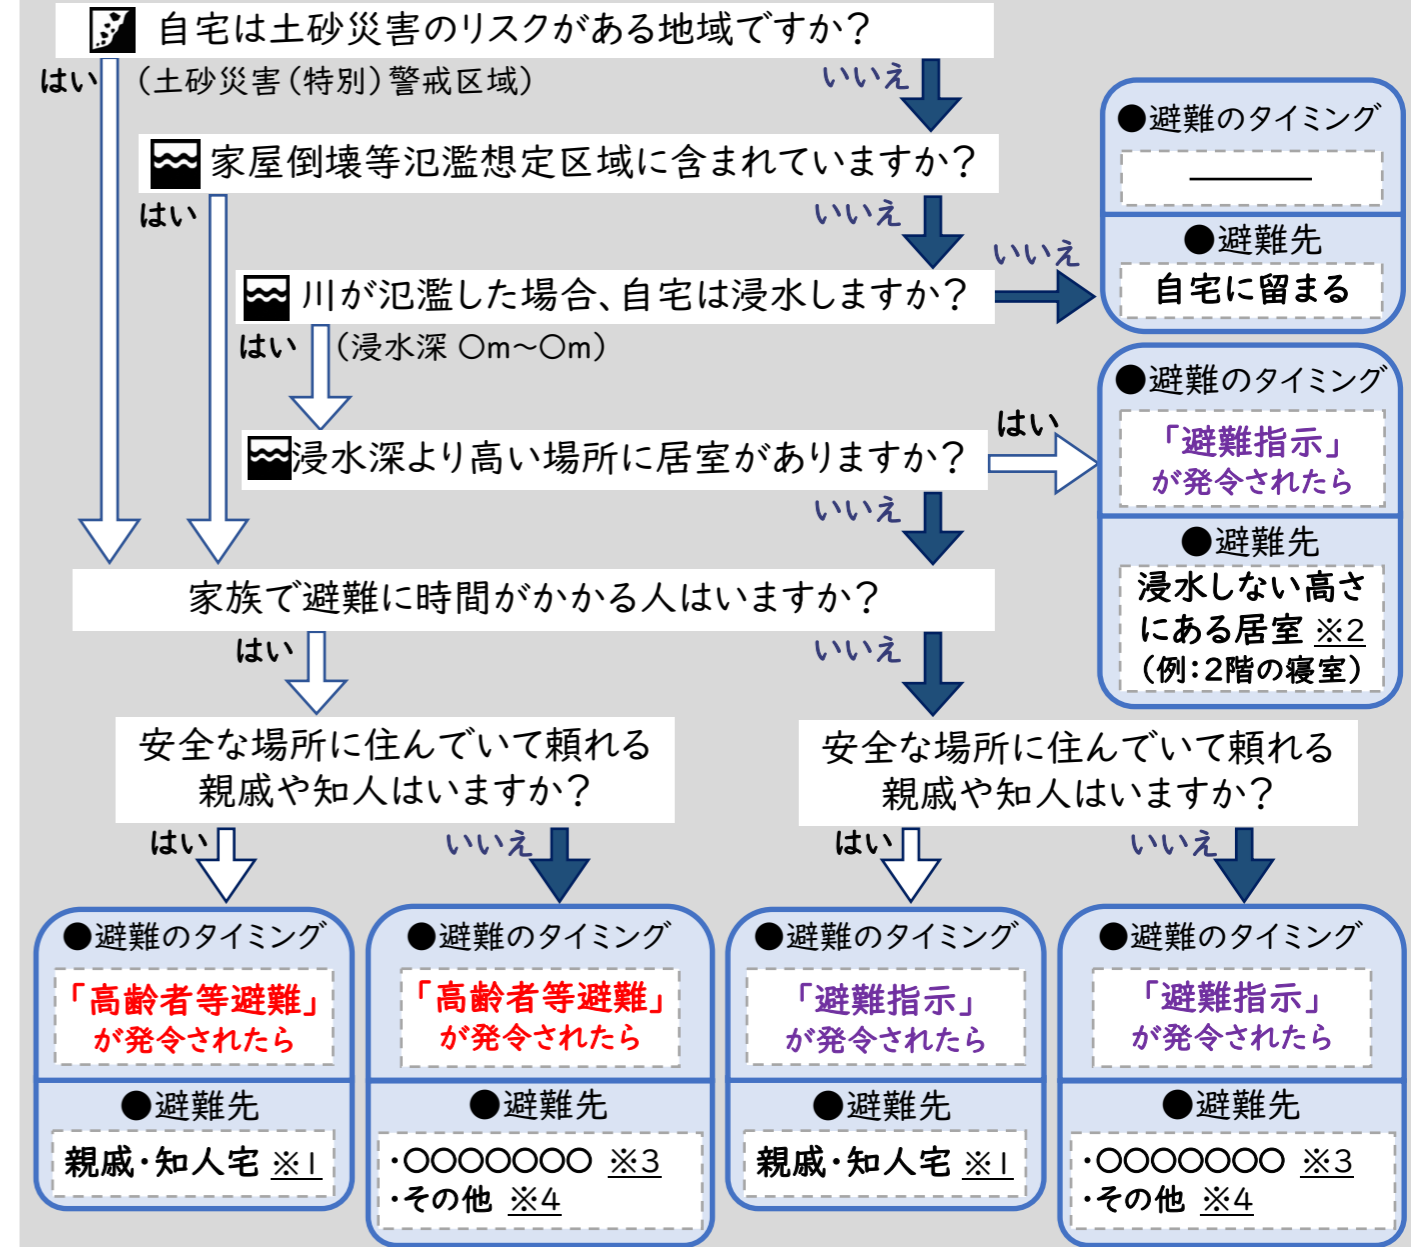 自宅は土砂災害のリスクがある地域ですか？
はい
（土砂災害（特別）警戒区域）
いいえ
家屋倒壊等氾濫想定区域に含まれていますか？
はい
いいえ
川が氾濫した場合、自宅は浸水しますか？
いいえ
はい
（浸水深 〇m～〇m）
●避難のタイミング
―――
●避難先
自宅に留まる
浸水深より高い場所に居室がありますか？
はい
いいえ
●避難のタイミング
「避難指示」
が発令されたら
●避難先
浸水しない高さ
にある居室 ※2
（例：2階の寝室）
家族で避難に時間がかかる人はいますか？
はい
いいえ
安全な場所に住んでいて頼れる
親戚や知人はいますか？
はい
いいえ
安全な場所に住んでいて頼れる
親戚や知人はいますか？
はい
いいえ
●避難のタイミング
「高齢者等避難」
が発令されたら
●避難先
親戚・知人宅 ※1
●避難のタイミング
「高齢者等避難」
が発令されたら
●避難先
・〇〇〇〇〇〇〇 ※3
・その他 ※4
●避難のタイミング
「避難指示」
が発令されたら
●避難先
親戚・知人宅 ※1
●避難のタイミング
「避難指示」
が発令されたら
●避難先
・〇〇〇〇〇〇〇 ※3
・その他 ※4